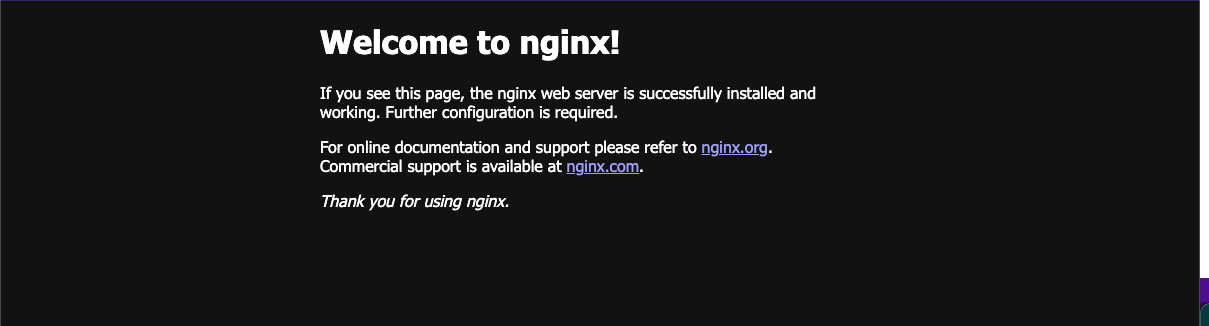 Welcome to nginx!
If you see this page, the nginx web server is successfully installed and
working. Further configuration is required.
For online documentation and support please refer to nginx.org.
Commercial support is available at nginx.com.
Thank you for using nginx.